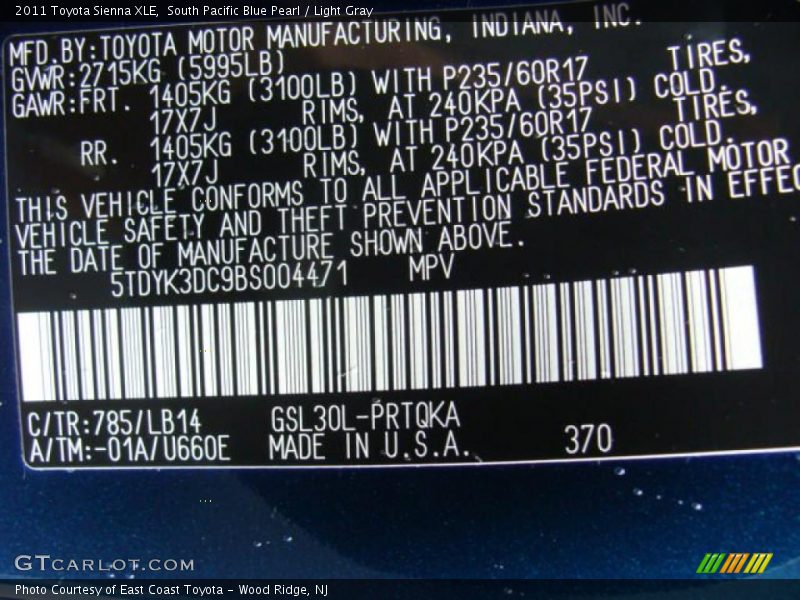 2011 Toyota Sienna XLE,  South Pacific Blue Pearl / Light Gray
MFD.BY:TOYOTA MOTOR MANUFACTURING, INDIANA, INC.
GVWR:2715KG (5995LB)
GAWR:FRT. 1405KG (3100LB) WITH P235/60R17 TIRES,
17X7J RIMS, AT 240KPA (35PSI) COLD.
RR. 1405KG (3100LB) WITH P235/60R17 TIRES,
17X7J RIMS, AT 240KPA (35PSI) COLD.
THIS VEHICLE CONFORMS TO ALL APPLICABLE FEDERAL MOTOR
VEHICLE SAFETY AND THEFT PREVENTION STANDARDS IN EFFEC
THE DATE OF MANUFACTURE SHOWN ABOVE.
5TDYK3DC9BS004471 MPV
C/TR:785/LB14 GSL30L-PRTQKA
A/TM:-01A/U660E MADE IN U.S.A. 370
GTCARLOT.COM
Photo Courtesy of East Coast Toyota - Wood Ridge, NJ